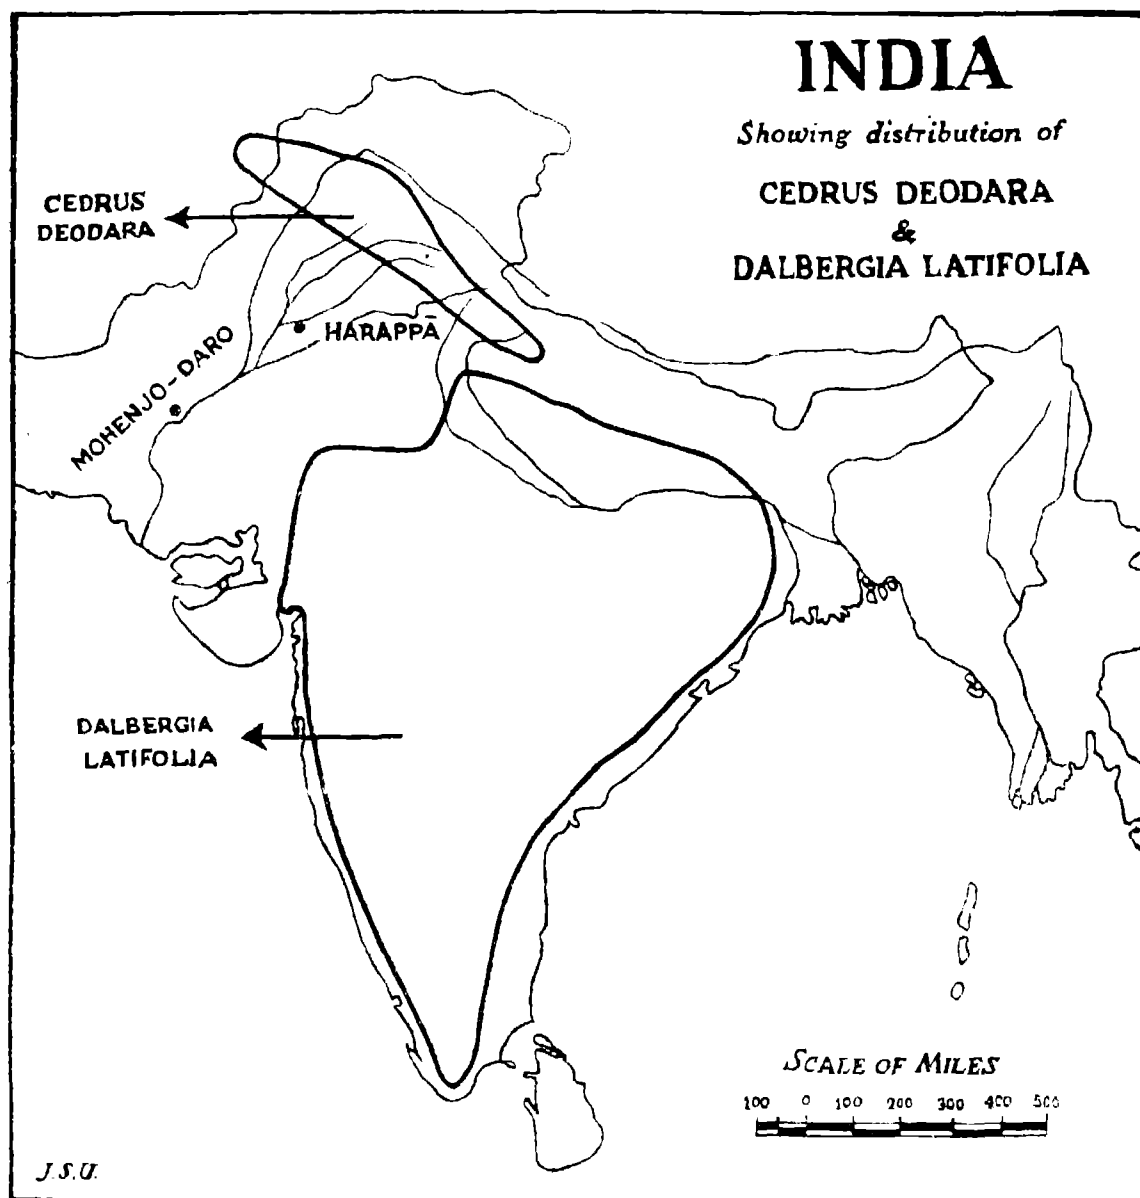 INDIA
Showing distribution of
CEDRUS DEODARA
&
DALBERGIA LATIFOLIA
CEDRUS
DEODARA
HARAPPĀ
MOHENJO-DARO
DALBERGIA
LATIFOLIA
SCALE OF MILES
100 0 100 200 300 400 500
J.S.U.